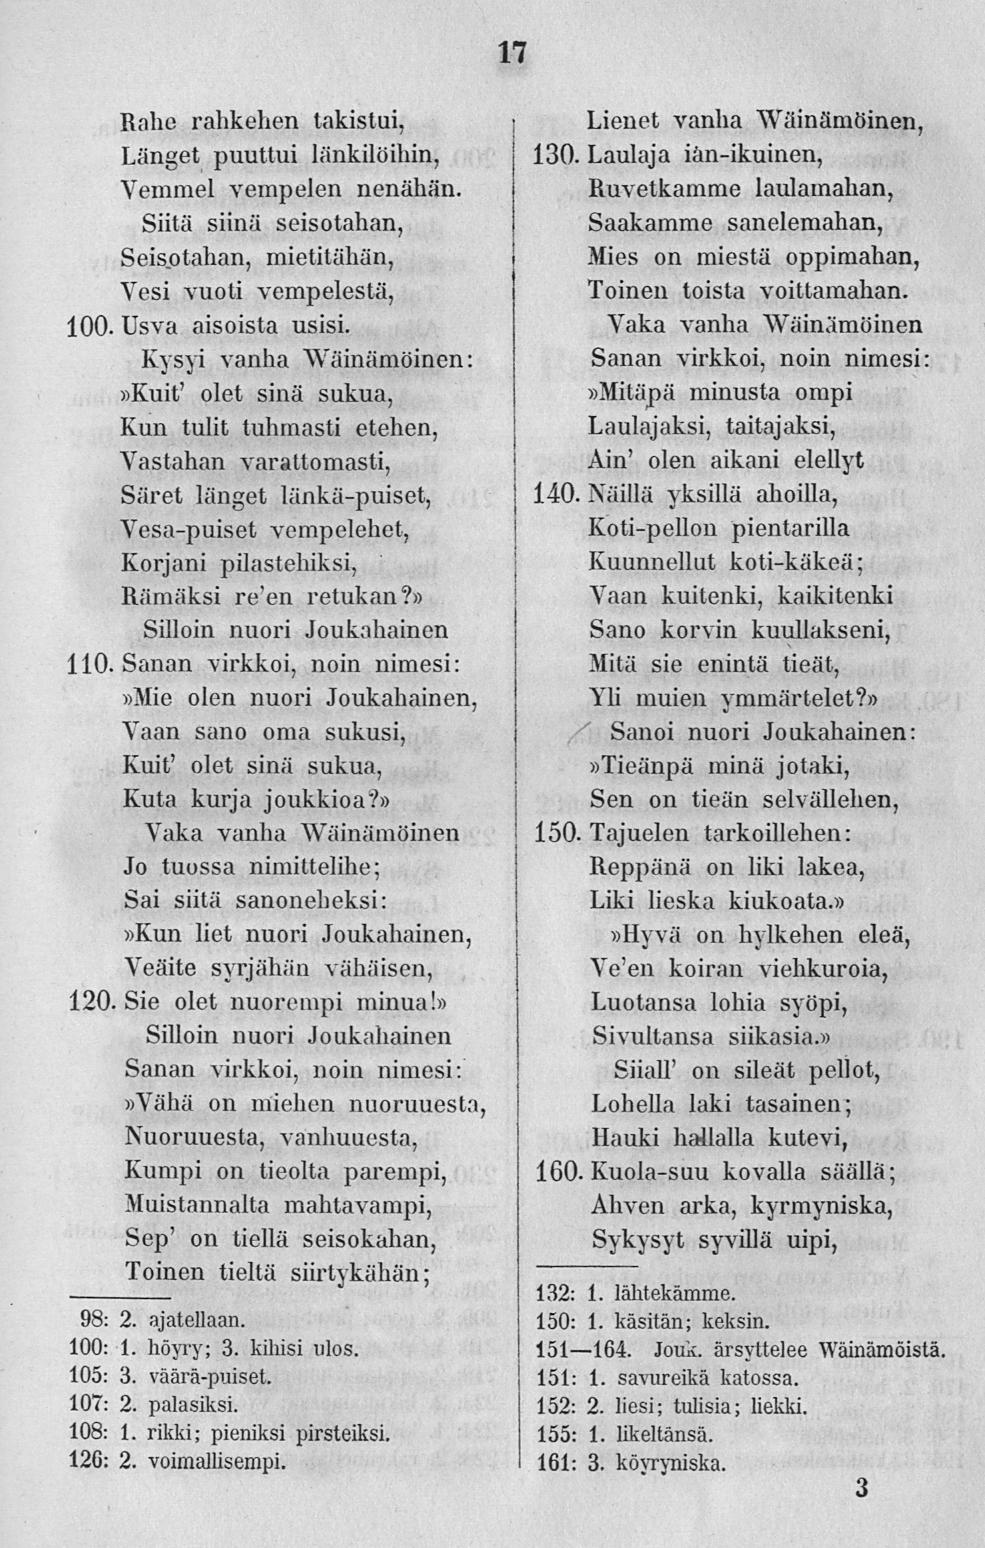 17
Rahe rahkehen takistui,
Länget puuttui länkilöihin,
Vemmel vempelen nenähän.
Siitä siinä seisotahan,
Seisotahan, mietitähän,
Vesi vuoti vempelestä,
100. Usva aisoista usisi.
Kysyi vanha Wäinämöinen:
»Kuit' olet sinä sukua,
Kun tulit tuhmasti etehen,
Vastahan varattomasti,
Säret länget länkä-puiset,
Vesa-puiset vempelehet,
Korjani pilastehiksi,
Rämäksi re'en retukan?»
Silloin nuori Joukahainen
110. Sanan virkkoi, noin nimesi:
»Mie olen nuori Joukahainen,
Vaan sano oma sukusi,
Kuit' olet sinä sukua,
Kuta kurja joukkioa?»
Vaka vanha Wäinämöinen
Jo tuossa nimittelihe;
Sai siitä sanoneheksi:
»Kun liet nuori Joukahainen,
Veäite syrjähän vähäisen,
120. Sie olet nuorempi minua!»
Silloin nuori Joukahainen
Sanan virkkoi, noin nimesi:
»Vähä on miehen nuoruuesta,
Nuoruuesta, vanhuuesta,
Kumpi on tieolta parempi,
Muistannalta mahtavampi,
Sep' on tiellä seisokahan,
Toinen tieltä siirtykähän;
98: 2. ajatellaan.
100: 1. höyry; 3. kihisi ulos.
105: 3. väärä-puiset.
107: 2. palasiksi.
108: 1. rikki; pieniksi pirsteiksi.
126: 2. voimallisempi.
Lienet vanha Wäinämöinen,
130. Laulaja iän-ikuinen,
Ruvetkamme laulamahan,
Saakamme sanelemahan,
Mies on miestä oppimahan,
Toinen toista voittamahan.
Vaka vanha Wäinämöinen
Sanan virkkoi, noin nimesi:
»Mitäpä minusta ompi
Laulajaksi, taitajaksi,
Ain' olen aikani elellyt
140. Näillä yksillä ahoilla,
Koti-pellon pientarilla
Kuunnellut koti-käkeä;
Vaan kuitenki, kaikitenki
Sano korvin kuullakseni,
Mitä sie enintä tieät,
Yli muien ymmärtelet?»
Sanoi nuori Joukahainen:
»Tieänpä minä jotaki,
Sen on tieän selvällehen,
150. Tajuelen tarkoillehen:
Reppänä on liki lakea,
Liki lieska kiukoata.»
»Hyvä on hylkehen eleä,
Ve'en koiran viehkuroia,
Luotansa lohia syöpi,
Sivultansa siikasia.»
Siiall' on sileät pellot,
Lohella laki tasainen;
Hauki hallalla kutevi,
160. Kuola-suu kovalla säällä;
Ahven arka, kyrmyniska,
Sykysyt syvillä uipi,
132: 1. lähtekämme.
150: 1. käsitän; keksin.
151—164. Jouk. ärsyttelee Wäinämöistä.
151: 1. savureikä katossa.
152: 2. liesi; tulisia; liekki.
155: 1. likeltänsä.
161: 3. köyryniska.
3